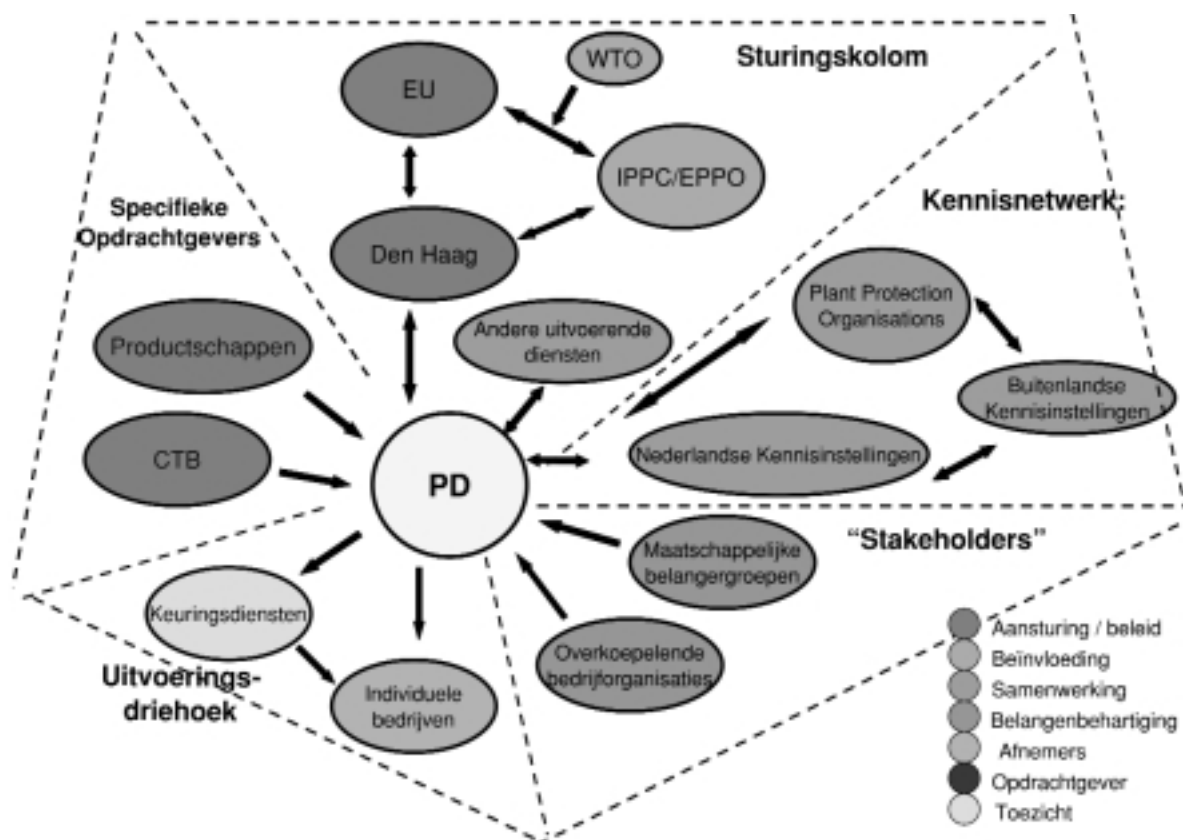 WTO
Sturingskolom
EU
IPPC/EPPO
Kennisnetwerk:
Specifieke
Opdrachtgevers
Den Haag
Plant Protection
Organisations
Productschappen
Andere uitvoerende
diensten
Buitenlandse
Kennisinstellingen
CTB
Nederlandse Kennisinstellingen
PD
“Stakeholders”
Maatschappelijke
belangergroepen
Keuringsdiensten
Overkoepelende
bedrijforganisaties
Uitvoerings-
driehoek
Individuele
bedrijven
Aansturing / beleid
Beïnvloeding
Samenwerking
Belangenbehartiging
Afnemers
Opdrachtgever
Toezicht